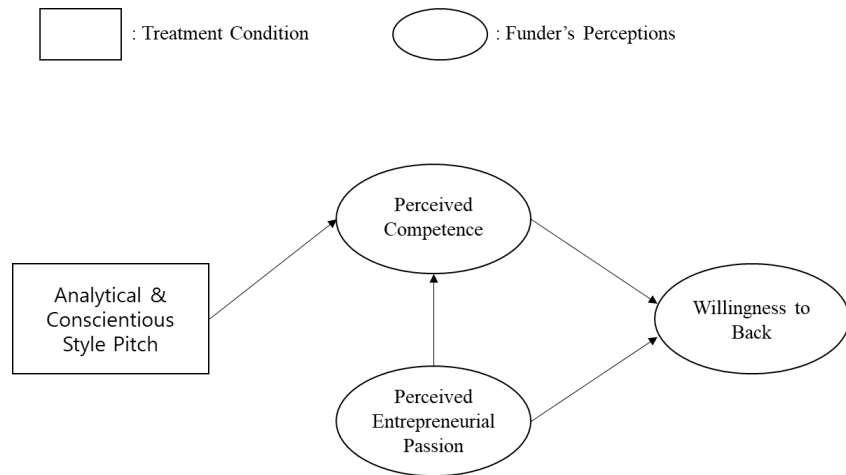 : Treatment Condition
: Funder's Perceptions
Perceived
Competence
Analytical &
Conscientious
Style Pitch
Willingness to
Back
Perceived
Entrepreneurial
Passion